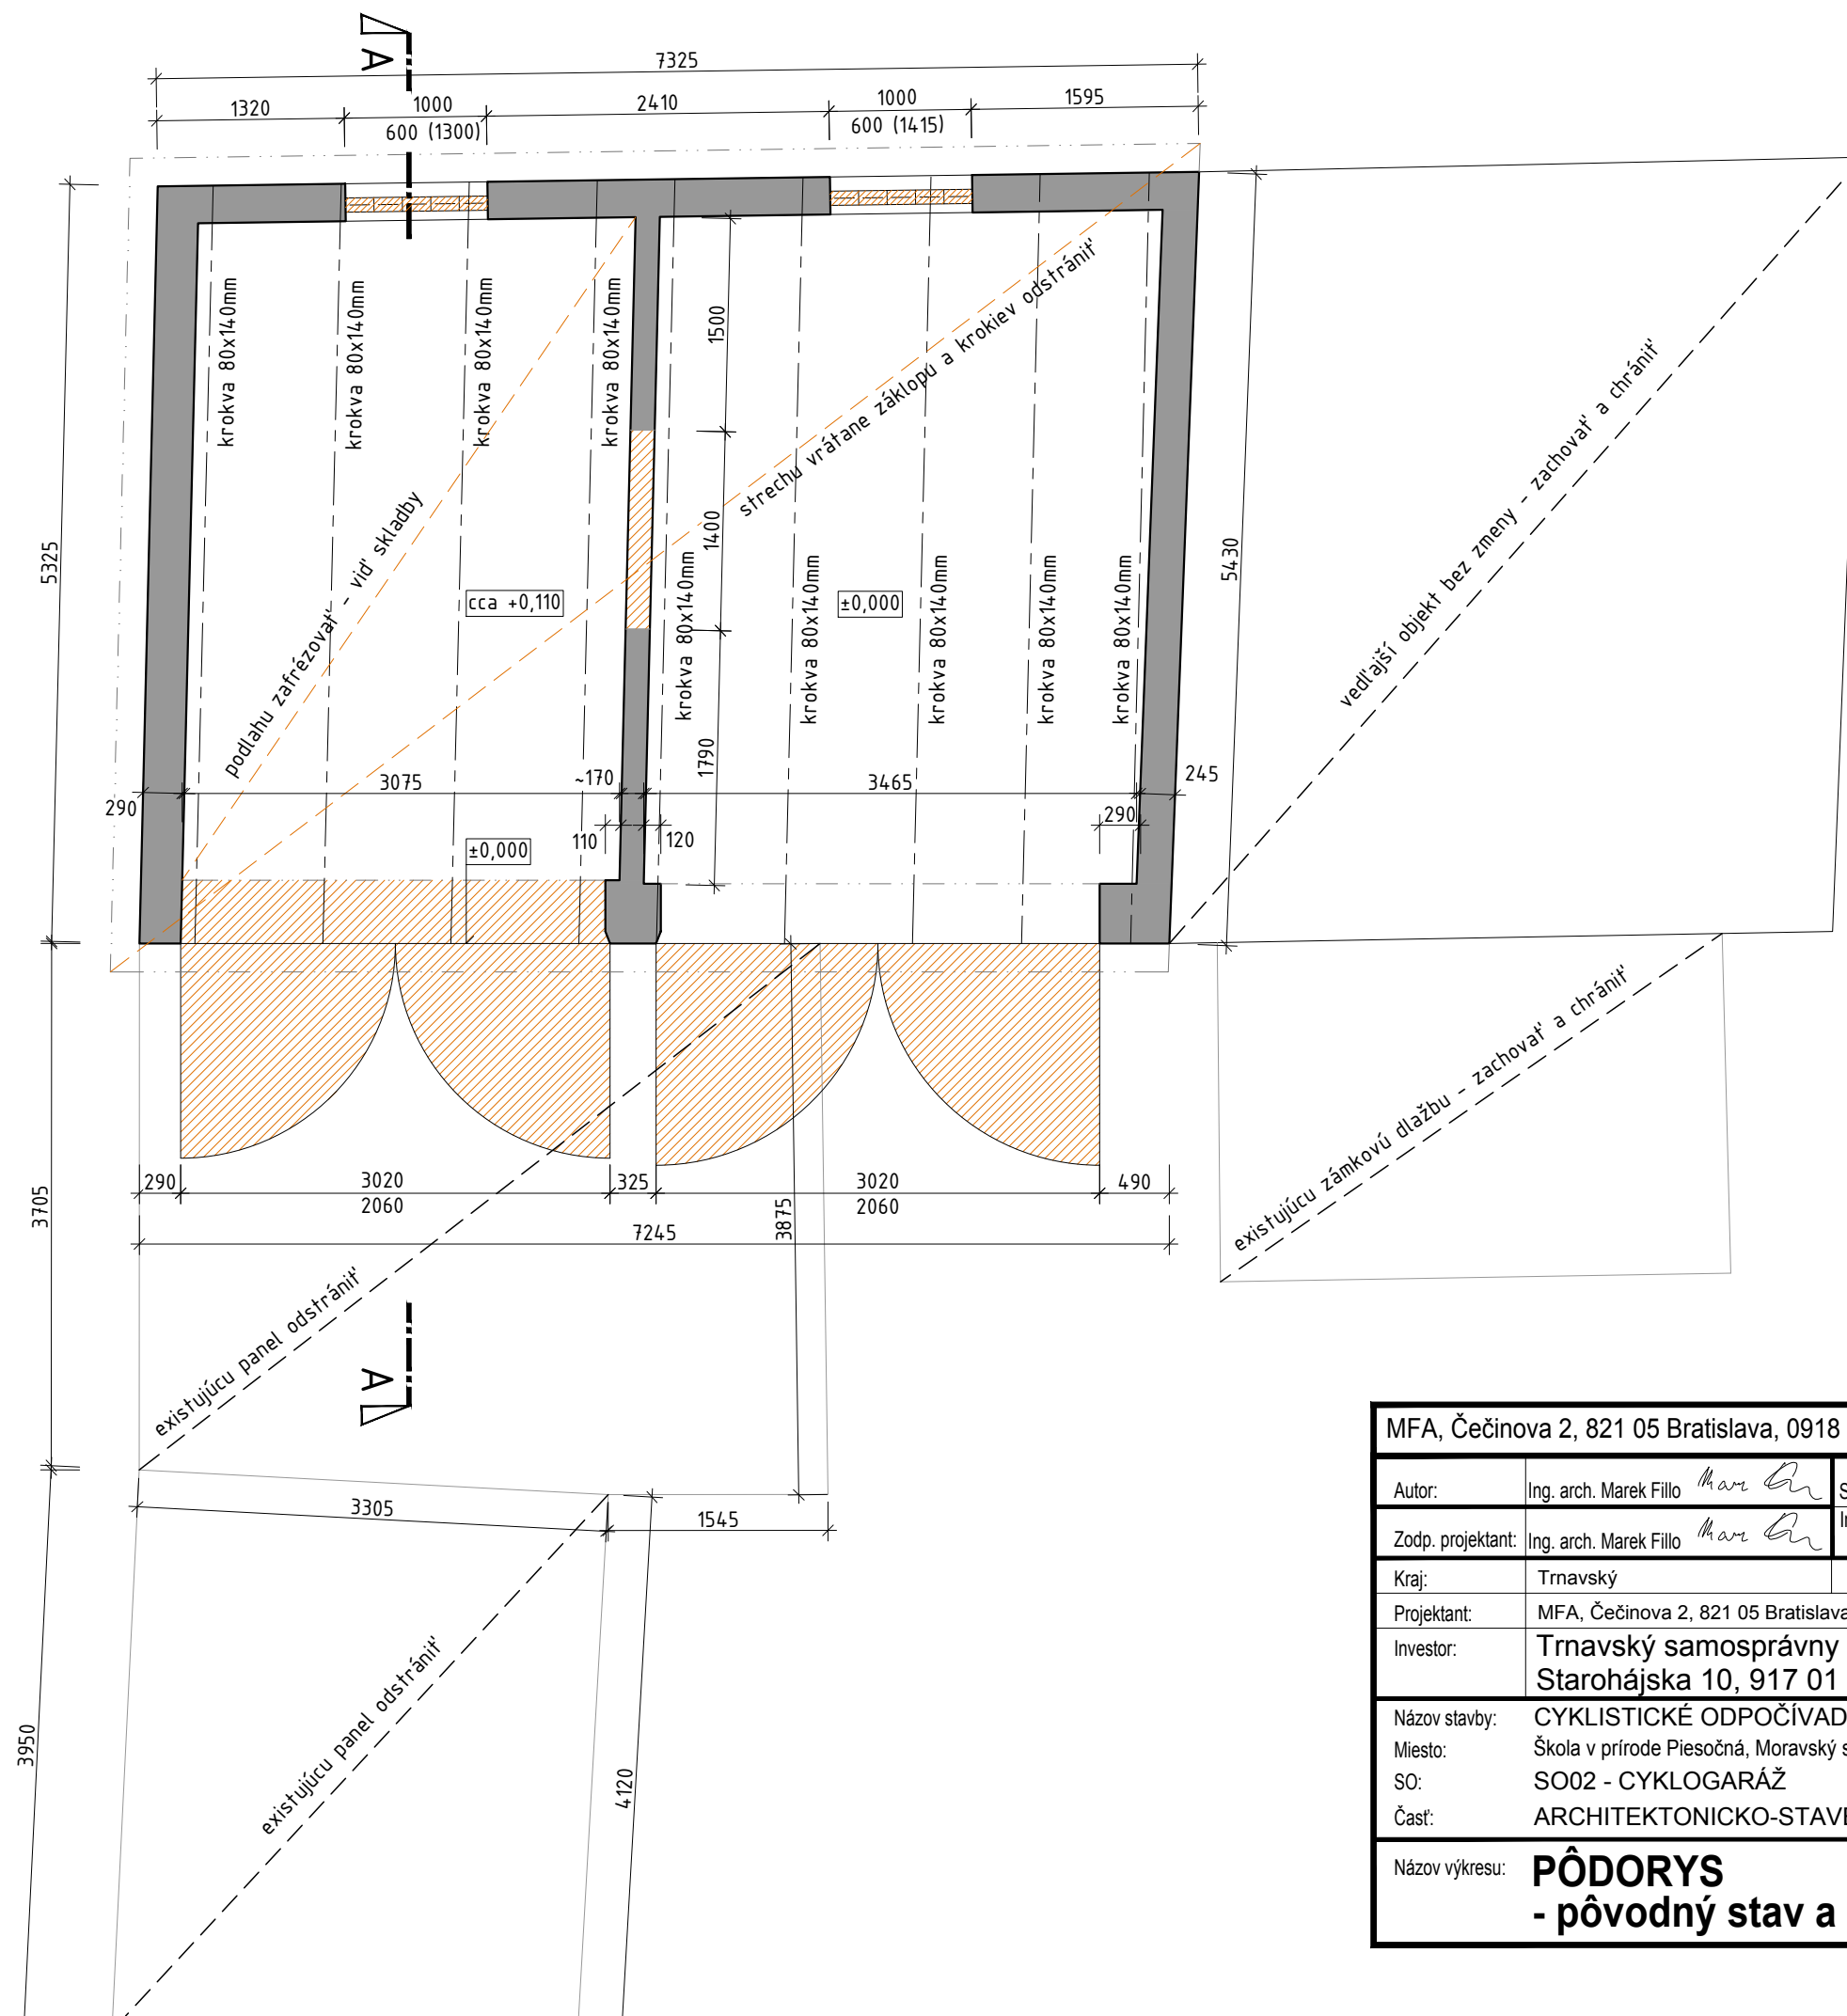 A
7325
1320
1000
600 (1300)
2410
1000
600 (1415)
1595
krokva 80x140mm
krokva 80x140mm
krokva 80x140mm
krokva 80x140mm
1500
strechu vrátane záklopu a krokiev odstrániť
vedľajší objekt bez zmeny - zachovať a chrániť
5325
podlahu zafrézovať - viď skladby
1400
5430
cca +0,110
±0,000
krokva 80x140mm
krokva 80x140mm
krokva 80x140mm
krokva 80x140mm
krokva 80x140mm
1790
290
3075
~170
3465
245
110
120
290
±0,000
existujúcu zámkovú dlažbu - zachovať a chrániť
290
3020
2060
325
3020
2060
490
3705
3875
7245
existujúcu panel odstrániť
A
3305
1545
existujúcu panel odstrániť
3950
4120
MFA, Čečinova 2, 821 05 Bratislava, 0918
Autor: Ing. arch. Marek Fillo
Zodp. projektant: Ing. arch. Marek Fillo
Kraj: Trnavský
Projektant: MFA, Čečinova 2, 821 05 Bratislava
Investor: Trnavský samosprávny
Starohájska 10, 917 01
Názov stavby: CYKLISTICKÉ ODPOČÍVAD
Miesto: Škola v prírode Piesočná, Moravský s
SO: SO02 - CYKLOGARÁŽ
Časť: ARCHITEKTONICKO-STAVE
Názov výkresu: PÔDORYS
- pôvodný stav a